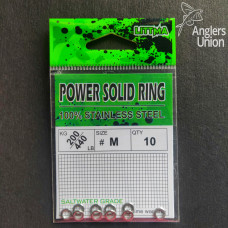 Anglers
Union
LITTMA
POWER SOLID RING
100% STAINLESS STEEL
KG 200
440 LB
SIZE # M
QTY 10
SALTWATER GRADE